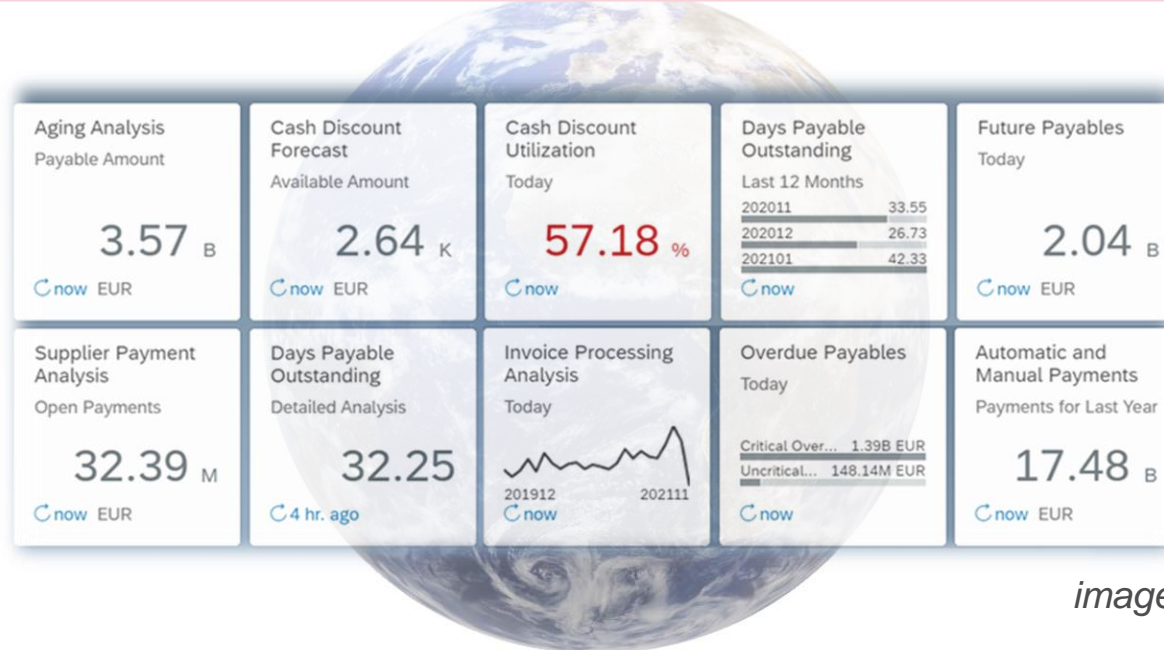 Aging Analysis
Payable Amount
3.57 B
now EUR
Cash Discount
Forecast
Available Amount
2.64 K
now EUR
Cash Discount
Utilization
Today
57.18 %
now
Days Payable
Outstanding
Last 12 Months
202011 33.55
202012 26.73
202101 42.33
now
Future Payables
Today
2.04 B
now EUR
Supplier Payment
Analysis
Open Payments
32.39 M
now EUR
Days Payable
Outstanding
Detailed Analysis
32.25
4 hr. ago
Invoice Processing
Analysis
Today
201912 202111
now
Overdue Payables
Today
Critical Over... 1.39B EUR
Uncritical... 148.14M EUR
now
Automatic and
Manual Payments
Payments for Last Year
17.48 B
now EUR
image